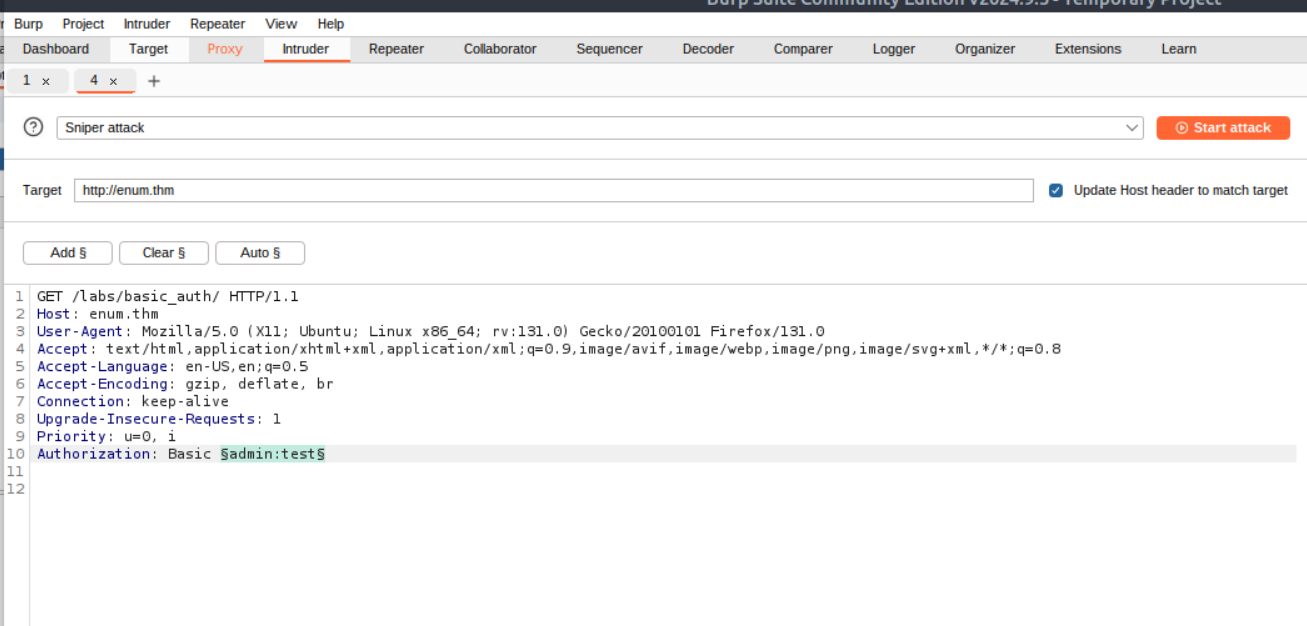 Burp Suite Community Edition v2024.9.5 - Temporary Project
Burp Project Intruder Repeater View Help
Dashboard Target Proxy Intruder Repeater Collaborator Sequencer Decoder Comparer Logger Organizer Extensions Learn
1 × 4 × +
? Sniper attack Start attack
Target http://enum.thm Update Host header to match target
Add § Clear § Auto §
1 GET /labs/basic_auth/ HTTP/1.1
2 Host: enum.thm
3 User-Agent: Mozilla/5.0 (X11; Ubuntu; Linux x86_64; rv:131.0) Gecko/20100101 Firefox/131.0
4 Accept: text/html,application/xhtml+xml,application/xml;q=0.9,image/avif,image/webp,image/png,image/svg+xml,*/*;q=0.8
5 Accept-Language: en-US,en;q=0.5
6 Accept-Encoding: gzip, deflate, br
7 Connection: keep-alive
8 Upgrade-Insecure-Requests: 1
9 Priority: u=0, i
10 Authorization: Basic §admin:test§
11
12